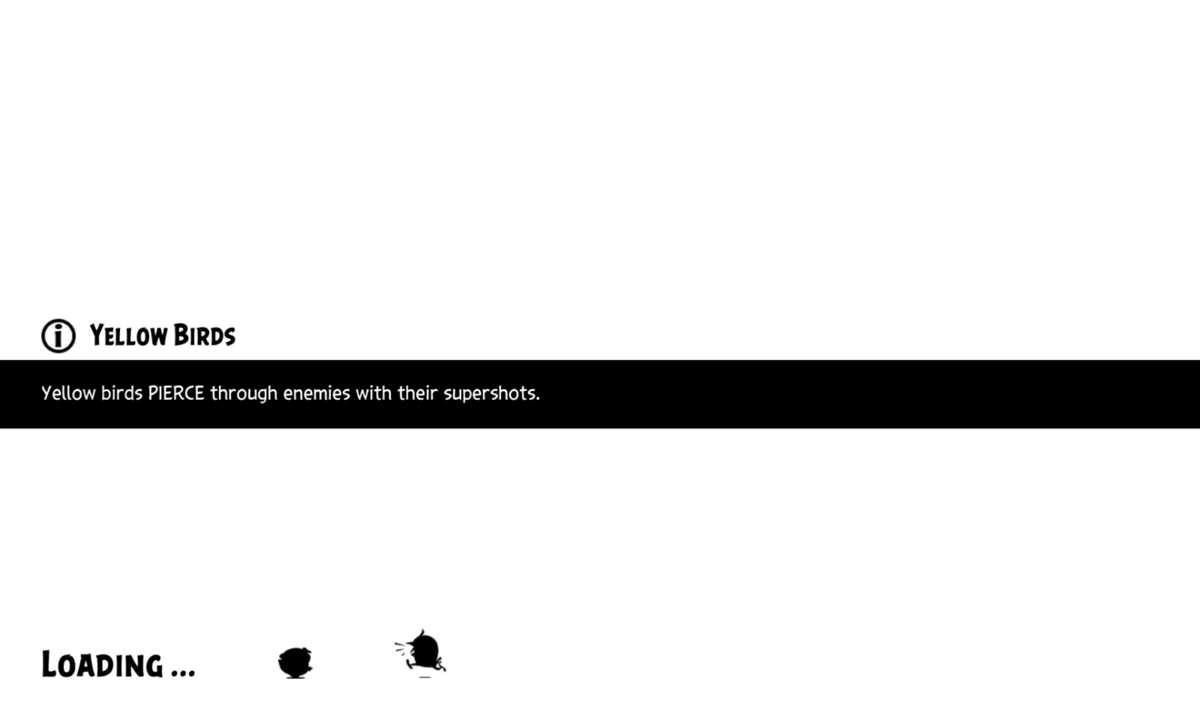 Yellow Birds
Yellow birds PIERCE through enemies with their supershots.
Loading ...